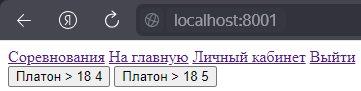 localhost:8001
Соревнования На главную Личный кабинет Выйти
Платон > 18 4 Платон > 18 5